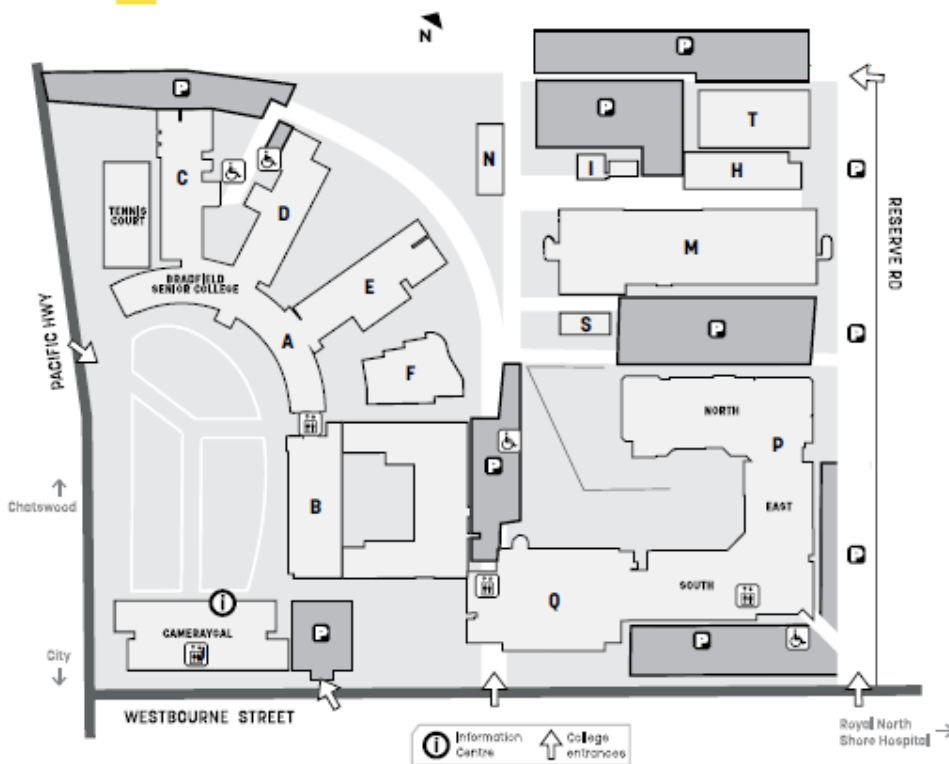 N
P
P
P
T
C
N
I
H
P
D
TENNIS
COURT
RESERVE RD
M
BRADFIELD
SENIOR COLLEGE
E
PACIFIC HWY
A
S
P
P
F
NORTH
P
P
Chatswood
B
EAST
P
Q
SOUTH
i
CAMERAYGAL
P
P
City
WESTBOURNE STREET
i Information
Centre
College
entrances
Royal North
Shore Hospital